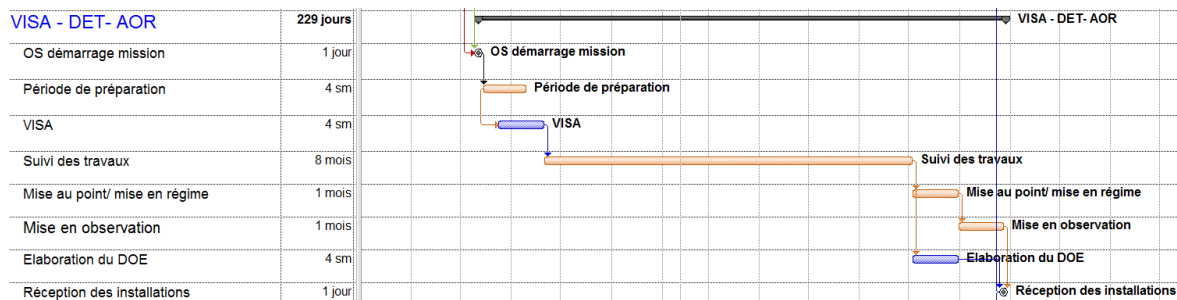 VISA - DET- AOR 229 jours VISA - DET- AOR
OS démarrage mission 1 jour OS démarrage mission
Période de préparation 4 sm Période de préparation
VISA 4 sm VISA
Suivi des travaux 8 mois Suivi des travaux
Mise au point/ mise en régime 1 mois Mise au point/ mise en régime
Mise en observation 1 mois Mise en observation
Elaboration du DOE 4 sm Elaboration du DOE
Réception des installations 1 jour Réception des installations